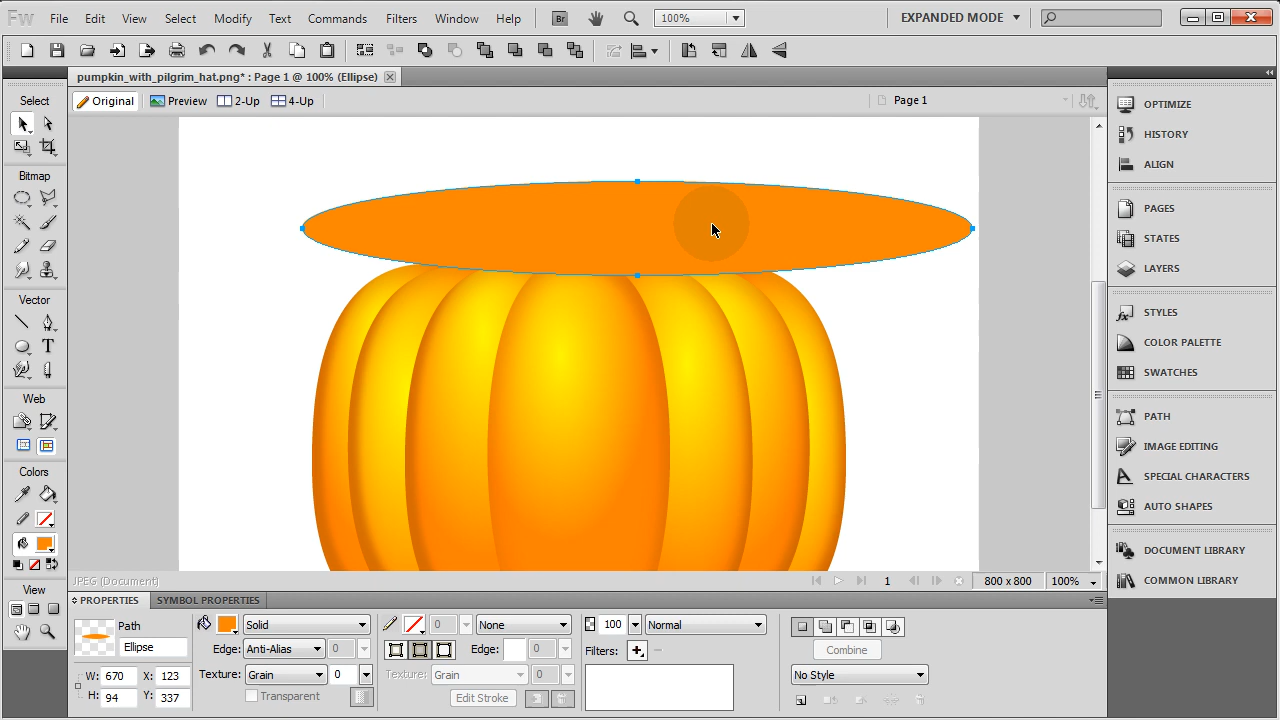 Fw File Edit View Select Modify Text Commands Filters Window Help Br 100% EXPANDED MODE
pumpkin_with_pilgrim_hat.png* : Page 1 @ 100% (Ellipse)
Original Preview 2-Up 4-Up Page 1
Select
Bitmap
Vector
T
Web
Colors
View
OPTIMIZE
HISTORY
ALIGN
PAGES
STATES
LAYERS
STYLES
COLOR PALETTE
SWATCHES
PATH
IMAGE EDITING
SPECIAL CHARACTERS
AUTO SHAPES
DOCUMENT LIBRARY
COMMON LIBRARY
JPEG (Document) 1 800 x 800 100%
PROPERTIES SYMBOL PROPERTIES
Path
Ellipse
W: 670 X: 123
H: 94 Y: 337
Solid
Edge: Anti-Alias 0
Texture: Grain 0
Transparent
0 None
Edge: 0
Texture: Grain 0
Edit Stroke
100 Normal
Filters:
Combine
No Style